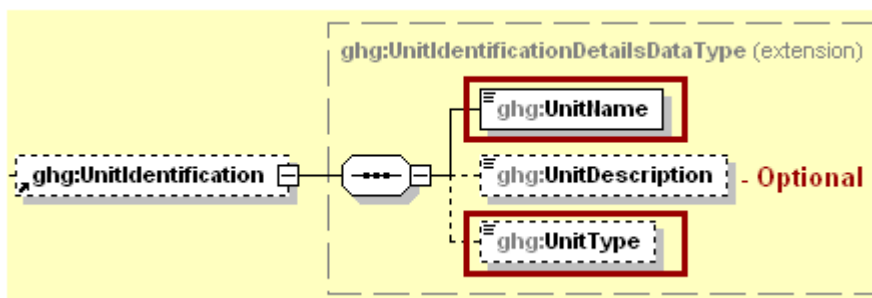 ghg:UnitIdentificationDetailsDataType (extension)
ghg:UnitName
ghg:UnitIdentification
ghg:UnitDescription - Optional
ghg:UnitType